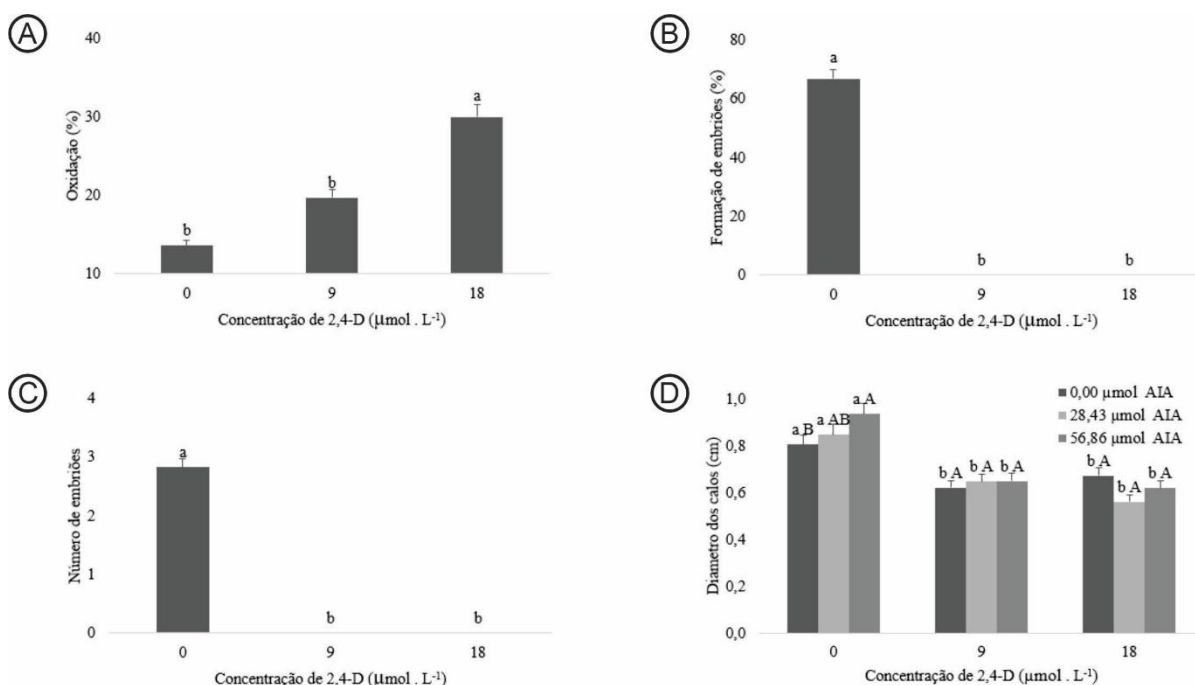 A
40
30
20
10
Oxidação (%)
b
b
a
0 9 18
Concentração de 2,4-D (µmol . L⁻¹)
B
80
60
40
20
0
Formação de embriões (%)
a
b
b
0 9 18
Concentração de 2,4-D (µmol . L⁻¹)
C
4
3
2
1
0
Número de embriões
a
b
b
0 9 18
Concentração de 2,4-D (µmol . L⁻¹)
D
1,0
0,8
0,6
0,4
0,2
0,0
Diametro dos calos (cm)
0,00 µmol AIA
28,43 µmol AIA
56,86 µmol AIA
a B a AB a A
b A b A b A
b A b A b A
0 9 18
Concentração de 2,4-D (µmol . L⁻¹)